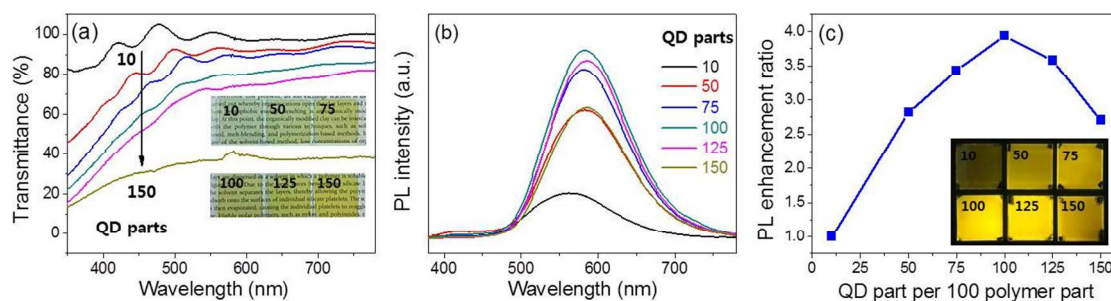 (a)
Transmittance (%)
100
80
60
40
20
0
10
150
QD parts
10 50 75
100 125 150
400 500 600 700
Wavelength (nm)
(b)
PL intensity (a.u.)
QD parts
10
50
75
100
125
150
400 500 600 700
Wavelength (nm)
(c)
PL enhancement ratio
4.0
3.5
3.0
2.5
2.0
1.5
1.0
10 50 75
100 125 150
0 25 50 75 100 125 150
QD part per 100 polymer part